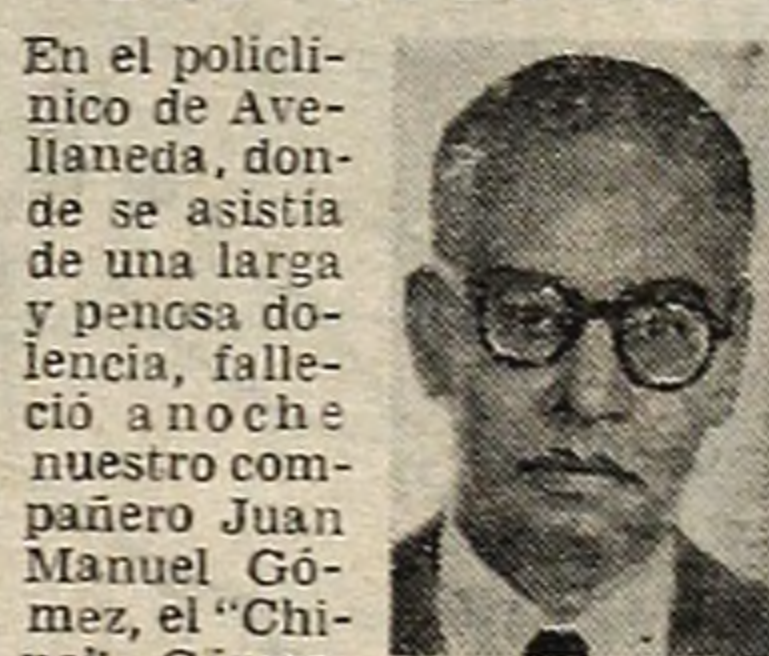 En el policlí-
nico de Ave-
llaneda, don-
de se asistía
de una larga
y penosa do-
lencia, falle-
ció anoche
nuestro com-
pañero Juan
Manuel Gó-
mez, el “Chi-